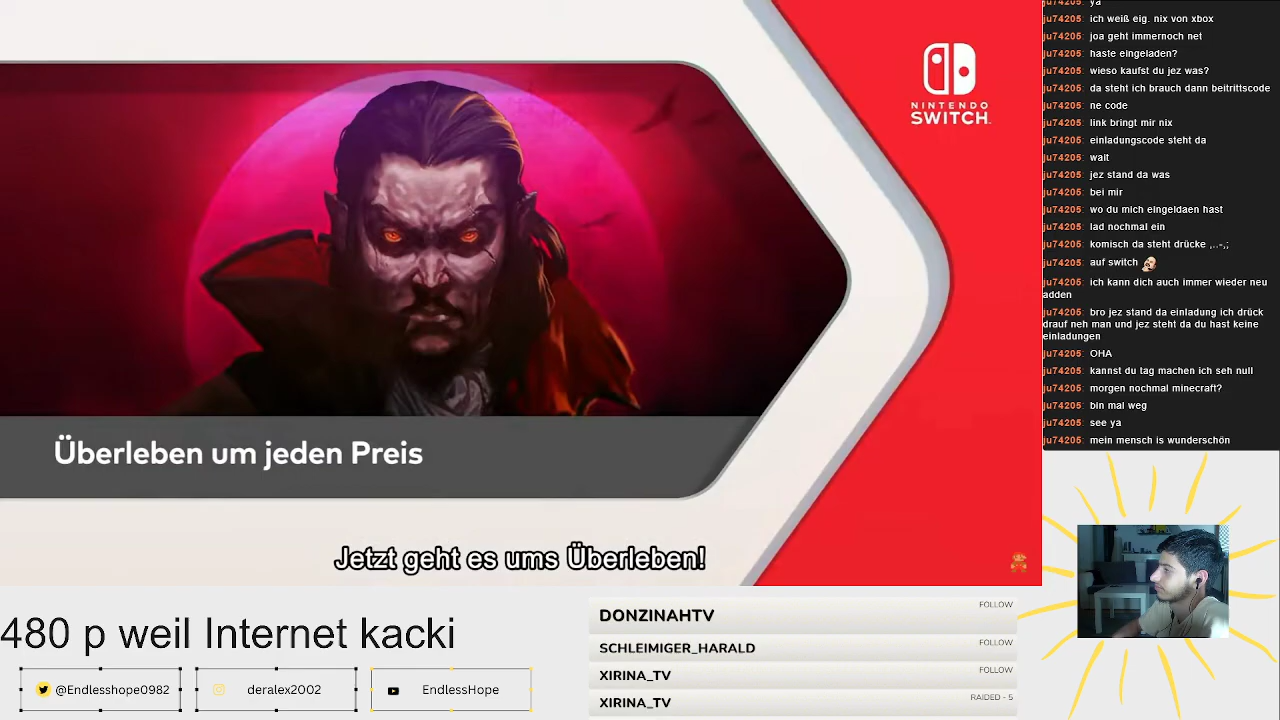 NINTENDO
SWITCH.
Überleben um jeden Preis
Jetzt geht es ums Überleben!
ju74205: ya
ju74205: ich weiß eig. nix von xbox
ju74205: joa geht immernoch net
ju74205: haste eingeladen?
ju74205: wieso kaufst du jez was?
ju74205: da steht ich brauch dann beitrittscode
ju74205: ne code
ju74205: link bringt mir nix
ju74205: einladungscode steht da
ju74205: wait
ju74205: jez stand da was
ju74205: bei mir
ju74205: wo du mich eingeldaen hast
ju74205: lad nochmal ein
ju74205: komisch da steht drücke ,..-,;
ju74205: auf switch
ju74205: ich kann dich auch immer wieder neu
adden
ju74205: bro jez stand da einladung ich drück
drauf neh man und jez steht da du hast keine
einladungen
ju74205: OHA
ju74205: kannst du tag machen ich seh null
ju74205: morgen nochmal minecraft?
ju74205: bin mal weg
ju74205: see ya
ju74205: mein mensch is wunderschön
480 p weil Internet kacki
@Endlesshope0982
deralex2002
EndlessHope
DONZINAHTV FOLLOW
SCHLEIMIGER_HARALD FOLLOW
XIRINA_TV FOLLOW
XIRINA_TV RAIDED - 5